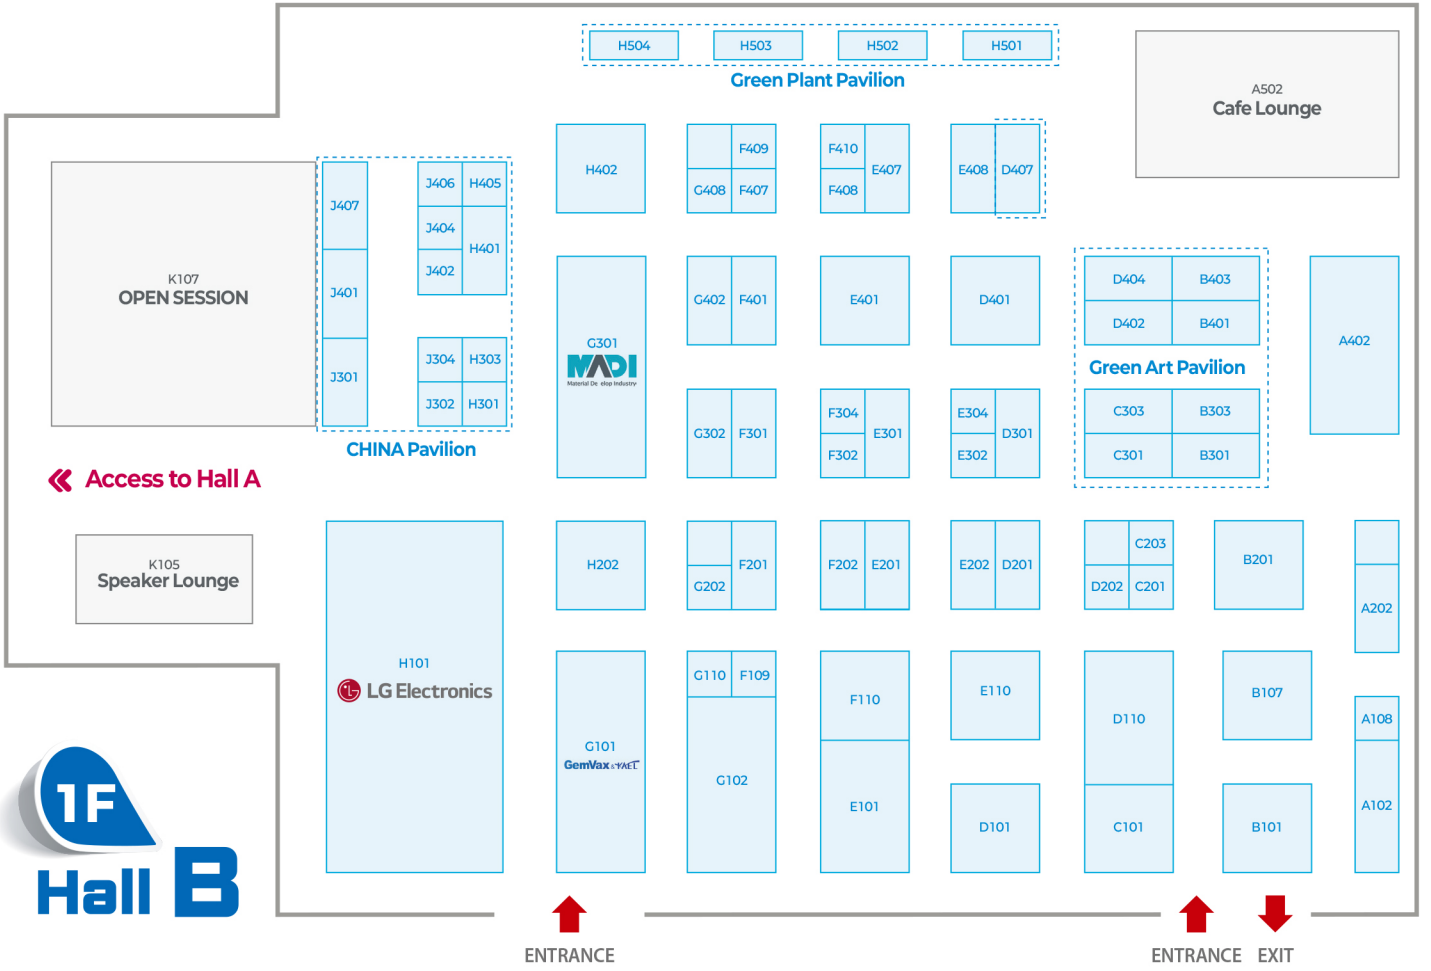 H504 H503 H502 H501
Green Plant Pavilion
A502
Cafe Lounge
H402
F409
G408 F407
F410
F408
E407
E408 D407
K107
OPEN SESSION
J407
J401
J301
J406 H405
J404
H401
J402
J304 H303
J302 H301
CHINA Pavilion
G301
MADI
Material De elop Industry
G402 F401
E401
D401
D404 B403
D402 B401
Green Art Pavilion
C303 B303
C301 B301
A402
G302 F301
F304
F302
E301
E304
E302
D301
Access to Hall A
K105
Speaker Lounge
H101
LG Electronics
H202
G202
F201
F202 E201
E202 D201
C203
D202 C201
B201
A202
G101
GemVax & KAEL
G110 F109
G102
F110
E101
E110
D101
D110
C101
B107
B101
A108
A102
1F
Hall B
ENTRANCE
ENTRANCE EXIT